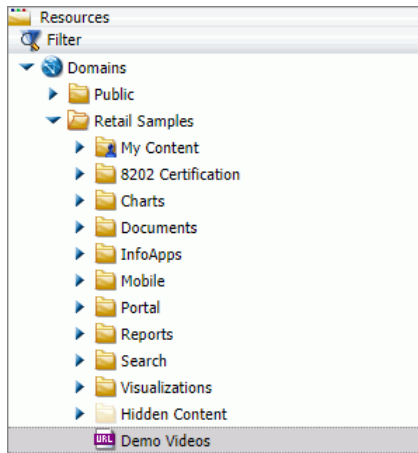 Resources
Filter
Domains
Public
Retail Samples
My Content
8202 Certification
Charts
Documents
InfoApps
Mobile
Portal
Reports
Search
Visualizations
Hidden Content
URL Demo Videos